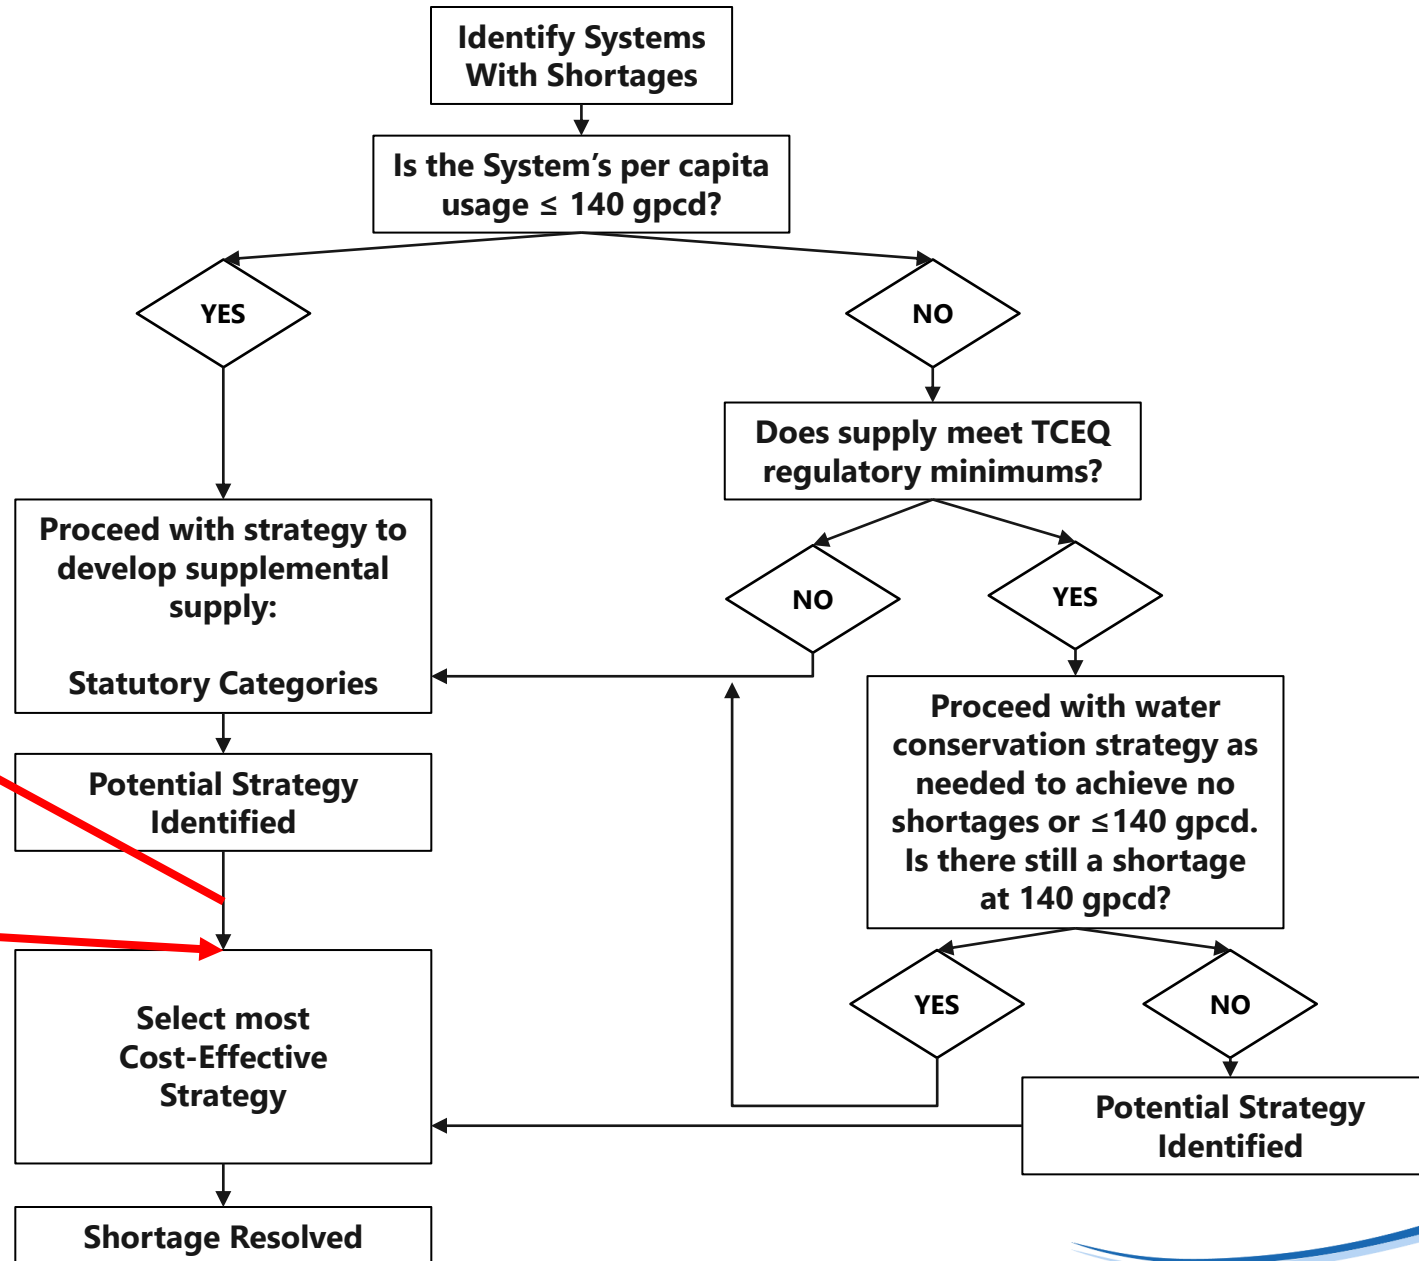 Identify Systems
With Shortages
Is the System’s per capita
usage ≤ 140 gpcd?
YES
NO
Does supply meet TCEQ
regulatory minimums?
NO
YES
Proceed with strategy to
develop supplemental
supply:
Statutory Categories
Potential Strategy
Identified
Proceed with water
conservation strategy as
needed to achieve no
shortages or ≤140 gpcd.
Is there still a shortage
at 140 gpcd?
YES
NO
Potential Strategy
Identified
Select most
Cost-Effective
Strategy
Shortage Resolved